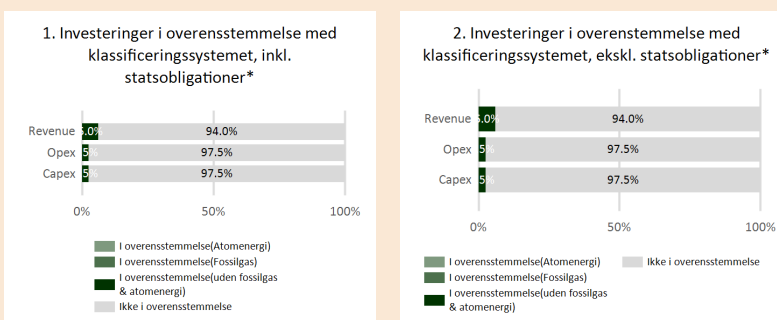 1. Investeringer i overensstemmelse med
klassificeringssystemet, inkl.
statsobligationer*
Revenue
94.0%
Opex
97.5%
Capex
97.5%
0%
50%
100%
I overensstemmelse(Atomenergi)
I overensstemmelse(Fossilgas)
I overensstemmelse(uden fossilgas
& atomenergi)
Ikke i overensstemmelse
2. Investeringer i overenstemmelse med
klassificeringssystemet, ekskl. statsobligationer*
Revenue
94.0%
Opex
97.5%
Capex
97.5%
0%
50%
100%
I overensstemmelse(Atomenergi)
Ikke i overensstemmelse
I overensstemmelse(Fossilgas)
I overensstemmelse(uden fossilgas
& atomenergi)